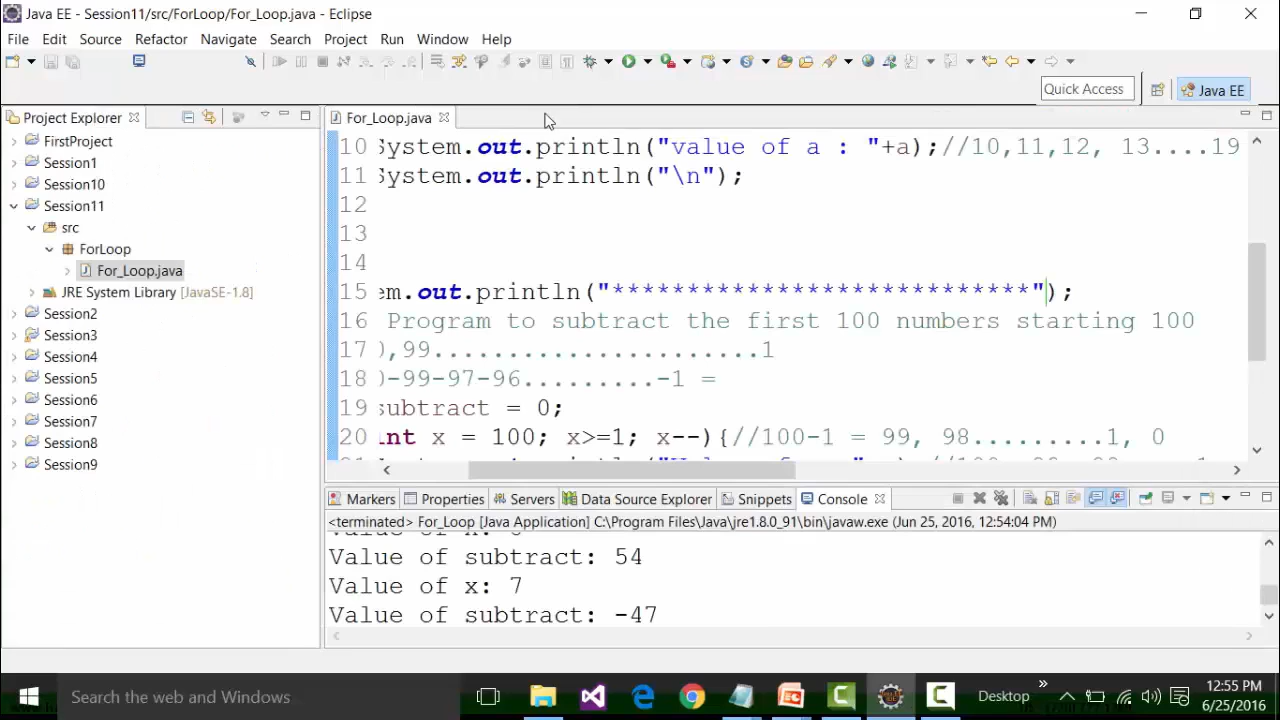 Java EE - Session11/src/ForLoop/For_Loop.java - Eclipse
File Edit Source Refactor Navigate Search Project Run Window Help
Quick Access
Java EE
Project Explorer
For_Loop.java
FirstProject
Session1
Session10
Session11
src
ForLoop
For_Loop.java
JRE System Library [JavaSE-1.8]
Session2
Session3
Session4
Session5
Session6
Session7
Session8
Session9
10 System.out.println("value of a : "+a);//10,11,12, 13....19
11 System.out.println("\n");
12
13
14
15 em.out.println("****************************");
16 Program to subtract the first 100 numbers starting 100
17 ),99......................1
18 )-99-97-96.........-1 =
19 subtract = 0;
20 int x = 100; x>=1; x--){//100-1 = 99, 98.........1, 0
Markers Properties Servers Data Source Explorer Snippets Console
<terminated> For_Loop [Java Application] C:\Program Files\Java\jre1.8.0_91\bin\javaw.exe (Jun 25, 2016, 12:54:04 PM)
Value of subtract: 54
Value of x: 7
Value of subtract: -47
Search the web and Windows
Desktop
12:55 PM
6/25/2016